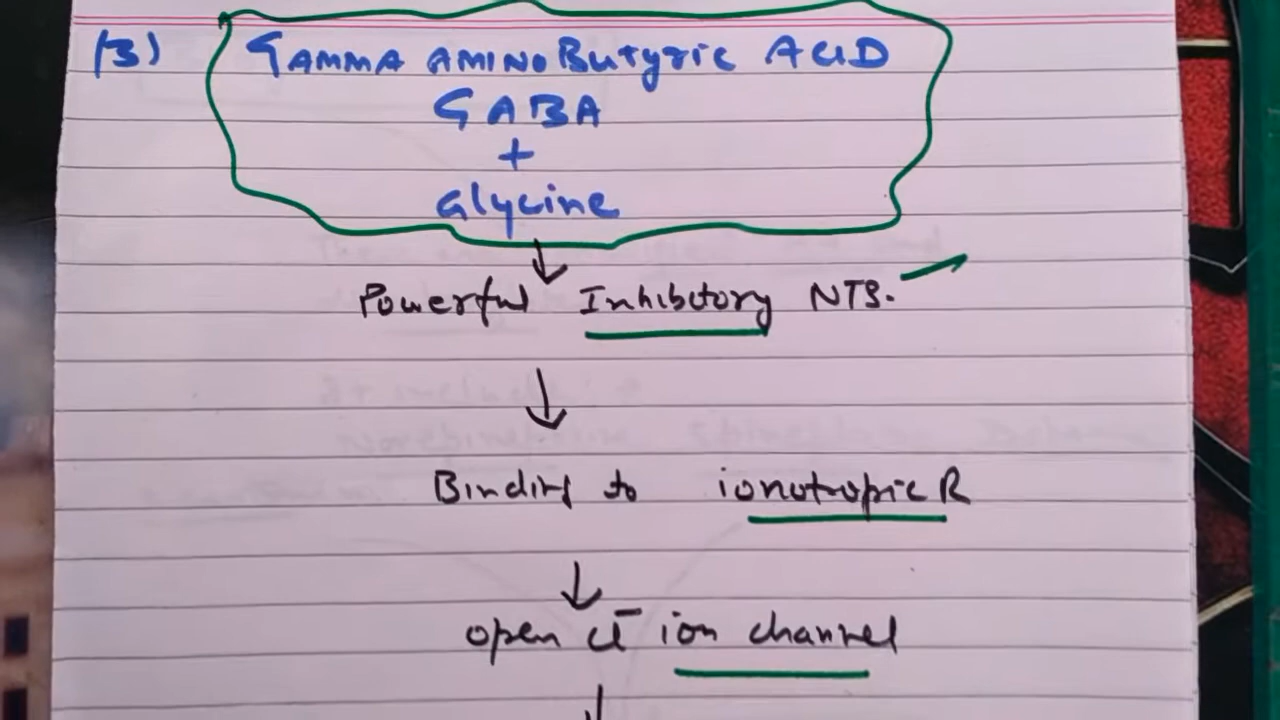 (3) GAMMA AMINOBUTYRIC ACID
GABA
+
Glycine
↓
Powerful Inhibitory NTS.
↓
Binding to ionotropic R
↓
open Cl⁻ ion channel
↓